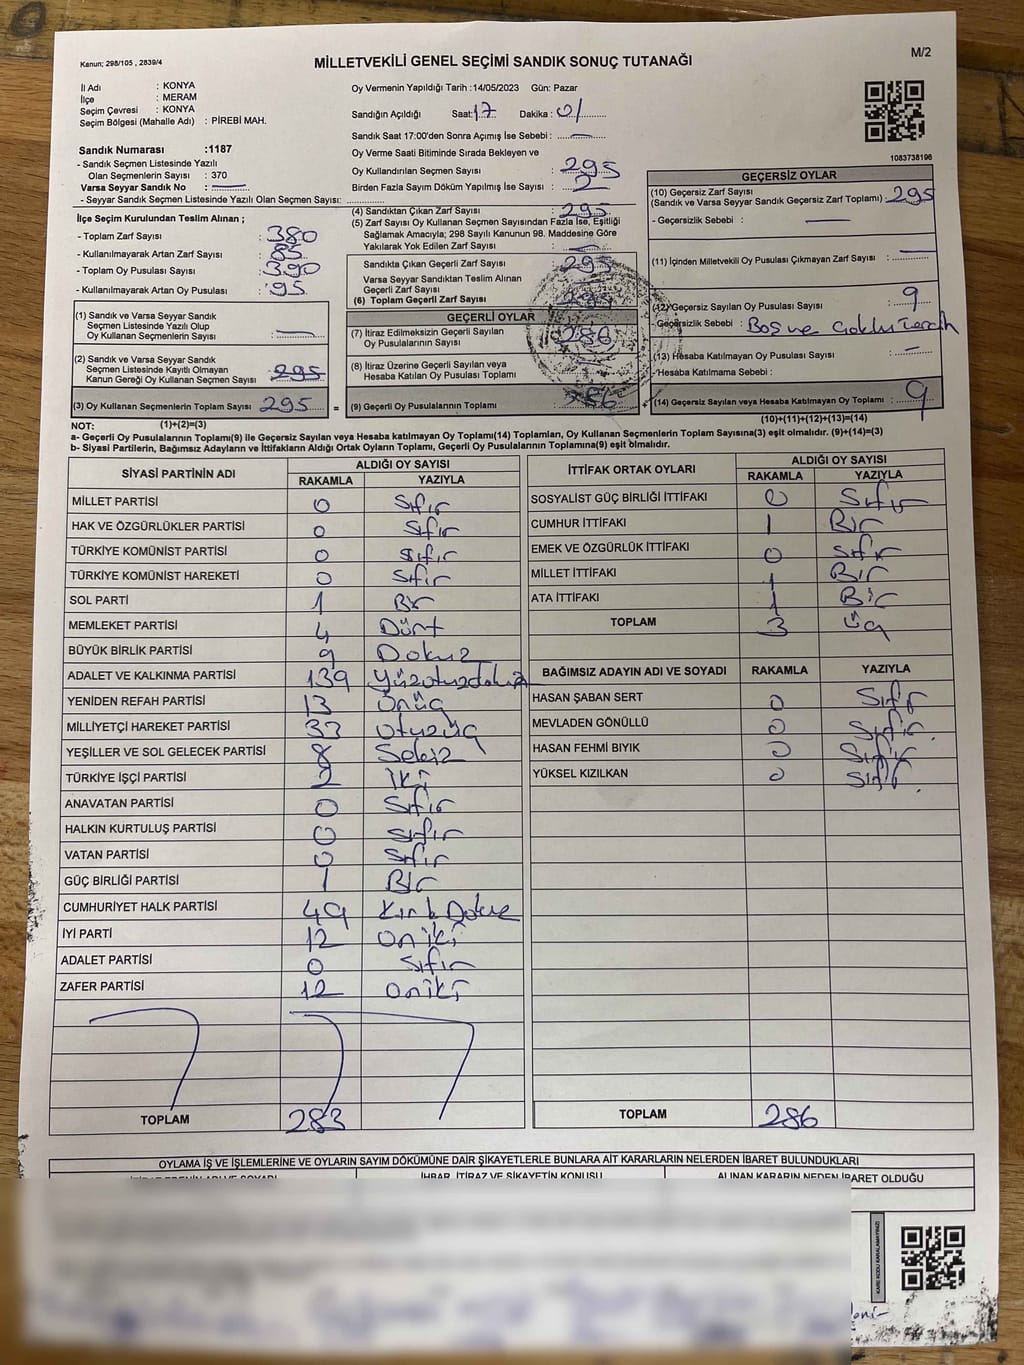 Kanun; 298/105 , 2839/4
MİLLETVEKİLİ GENEL SEÇİMİ SANDIK SONUÇ TUTANAĞI
M/2
İl Adı : KONYA
İlçe : MERAM
Seçim Çevresi : KONYA
Seçim Bölgesi (Mahalle Adı) : PİREBİ MAH.
Sandık Numarası :1187
- Sandık Seçmen Listesinde Yazılı
Olan Seçmenlerin Sayısı : 370
Varsa Seyyar Sandık No :
- Seyyar Sandık Seçmen Listesinde Yazılı Olan Seçmen Sayısı:
Oy Vermenin Yapıldığı Tarih :14/05/2023 Gün: Pazar
Sandığın Açıldığı Saat: 17 Dakika : 01
Sandık Saat 17:00'den Sonra Açımış İse Sebebi :
Oy Verme Saati Bitiminde Sırada Bekleyen ve
Oy Kullandırılan Seçmen Sayısı : 295
Birden Fazla Sayım Döküm Yapılmış İse Sayısı : 2
1083738196
İlçe Seçim Kurulundan Teslim Alınan ;
- Toplam Zarf Sayısı : 380
- Kullanılmayarak Artan Zarf Sayısı : 85
- Toplam Oy Pusulası Sayısı : 390
- Kullanılmayarak Artan Oy Pusulası : 95
(1) Sandık ve Varsa Seyyar Sandık
Seçmen Listesinde Yazılı Olup
Oy Kullanan Seçmenlerin Sayısı :
(2) Sandık ve Varsa Seyyar Sandık
Seçmen Listesinde Kayıtlı Olmayan
Kanun Gereği Oy Kullanan Seçmen Sayısı : 295
(3) Oy Kullanan Seçmenlerin Toplam Sayısı 295 =
(1)+(2)=(3)
(4) Sandıktan Çıkan Zarf Sayısı : 295
(5) Zarf Sayısı Oy Kullanan Seçmen Sayısından Fazla İse, Eşitliği
Sağlamak Amacıyla; 298 Sayılı Kanunun 98. Maddesine Göre
Yakılarak Yok Edilen Zarf Sayısı :
Sandıkta Çıkan Geçerli Zarf Sayısı : 295
Varsa Seyyar Sandıktan Teslim Alınan
Geçerli Zarf Sayısı :
(6) Toplam Geçerli Zarf Sayısı : 295
GEÇERLİ OYLAR
(7) İtiraz Edilmeksizin Geçerli Sayılan
Oy Pusulalarının Sayısı : 286
(8) İtiraz Üzerine Geçerli Sayılan veya
Hesaba Katılan Oy Pusulası Toplamı
(9) Geçerli Oy Pusulalarının Toplamı : 286
GEÇERSİZ OYLAR
(10) Geçersiz Zarf Sayısı
(Sandık ve Varsa Seyyar Sandık Geçersiz Zarf Toplamı) : 295
- Geçersizlik Sebebi :
(11) İçinden Milletvekili Oy Pusulası Çıkmayan Zarf Sayısı :
(12) Geçersiz Sayılan Oy Pusulası Sayısı : 9
- Geçersizlik Sebebi : Boş ve çoklu tercih
(13) Hesaba Katılmayan Oy Pusulası Sayısı :
- Hesaba Katılmama Sebebi :
(14) Geçersiz Sayılan veya Hesaba Katılmayan Oy Toplamı : 9
(10)+(11)+(12)+(13)=(14)
NOT:
a- Geçerli Oy Pusulalarının Toplamı(9) ile Geçersiz Sayılan veya Hesaba katılmayan Oy Toplamı(14) Toplamları, Oy Kullanan Seçmenlerin Toplam Sayısına(3) eşit olmalıdır. (9)+(14)=(3)
b- Siyasi Partilerin, Bağımsız Adayların ve İttifakların Aldığı Ortak Oyların Toplamı, Geçerli Oy Pusulalarının Toplamına(9) eşit olmalıdır.
SİYASİ PARTİNİN ADI ALDIĞI OY SAYISI
RAKAMLA YAZIYLA
MİLLET PARTİSİ 0 Sıfır
HAK VE ÖZGÜRLÜKLER PARTİSİ 0 Sıfır
TÜRKİYE KOMÜNİST PARTİSİ 0 Sıfır
TÜRKİYE KOMÜNİST HAREKETİ 0 Sıfır
SOL PARTİ 1 Bir
MEMLEKET PARTİSİ 4 Dört
BÜYÜK BİRLİK PARTİSİ 9 Dokuz
ADALET VE KALKINMA PARTİSİ 139 Yüzotuzdokuz
YENİDEN REFAH PARTİSİ 13 Onüç
MİLLİYETÇİ HAREKET PARTİSİ 33 Otuzüç
YEŞİLLER VE SOL GELECEK PARTİSİ 8 Sekiz
TÜRKİYE İŞÇİ PARTİSİ 2 İki
ANAVATAN PARTİSİ 0 Sıfır
HALKIN KURTULUŞ PARTİSİ 0 Sıfır
VATAN PARTİSİ 0 Sıfır
GÜÇ BİRLİĞİ PARTİSİ 1 Bir
CUMHURİYET HALK PARTİSİ 49 Kırk Dokuz
İYİ PARTİ 12 Oniki
ADALET PARTİSİ 0 Sıfır
ZAFER PARTİSİ 12 Oniki
TOPLAM 283
İTTİFAK ORTAK OYLARI ALDIĞI OY SAYISI
RAKAMLA YAZIYLA
SOSYALİST GÜÇ BİRLİĞİ İTTİFAKI 0 Sıfır
CUMHUR İTTİFAKI 1 Bir
EMEK VE ÖZGÜRLÜK İTTİFAKI 0 Sıfır
MİLLET İTTİFAKI 1 Bir
ATA İTTİFAKI 1 Bir
TOPLAM 3 Üç
BAĞIMSIZ ADAYIN ADI VE SOYADI RAKAMLA YAZIYLA
HASAN ŞABAN SERT 0 Sıfır
MEVLADEN GÖNÜLLÜ 0 Sıfır
HASAN FEHMİ BIYIK 0 Sıfır
YÜKSEL KIZILKAN 0 Sıfır
TOPLAM 286
OYLAMA İŞ VE İŞLEMLERİNE VE OYLARIN SAYIM DÖKÜMÜNE DAİR ŞİKAYETLERLE BUNLARA AİT KARARLARIN NELERDEN İBARET BULUNDUKLARI
İHBAR, İTİRAZ VE ŞİKAYETİN KONUSU ALINAN KARARIN NEDEN İBARET OLDUĞU
KARE KODU KARALAMAYINIZ